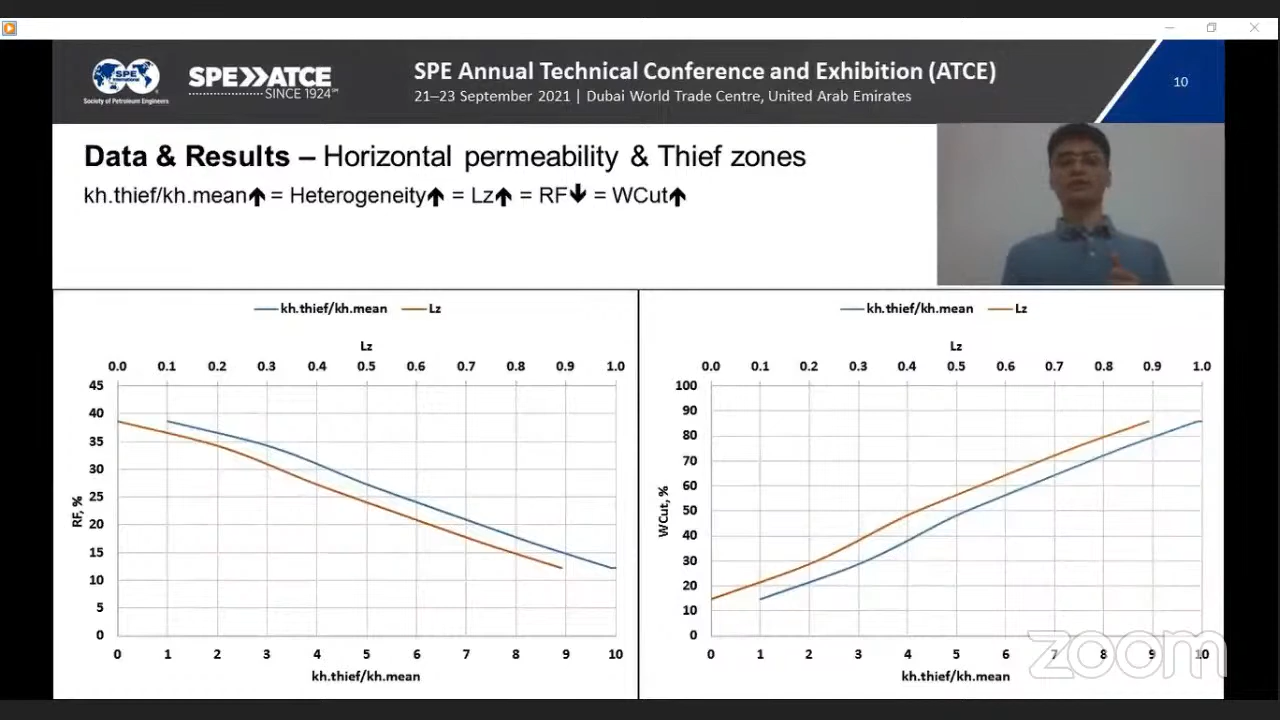 SPE
International
Society of Petroleum Engineers
SPE»ATCE
SINCE 1924
SPE Annual Technical Conference and Exhibition (ATCE)
21–23 September 2021 | Dubai World Trade Centre, United Arab Emirates
10
Data & Results – Horizontal permeability & Thief zones
kh.thief/kh.mean↑ = Heterogeneity↑ = Lz↑ = RF↓ = WCut↑
kh.thief/kh.mean Lz
Lz
0.0 0.1 0.2 0.3 0.4 0.5 0.6 0.7 0.8 0.9 1.0
45
40
35
30
25
20
15
10
5
0
RF, %
0 1 2 3 4 5 6 7 8 9 10
kh.thief/kh.mean
kh.thief/kh.mean Lz
Lz
0.0 0.1 0.2 0.3 0.4 0.5 0.6 0.7 0.8 0.9 1.0
100
90
80
70
60
50
40
30
20
10
0
WCut, %
0 1 2 3 4 5 6 7 8 9 10
kh.thief/kh.mean
zoom